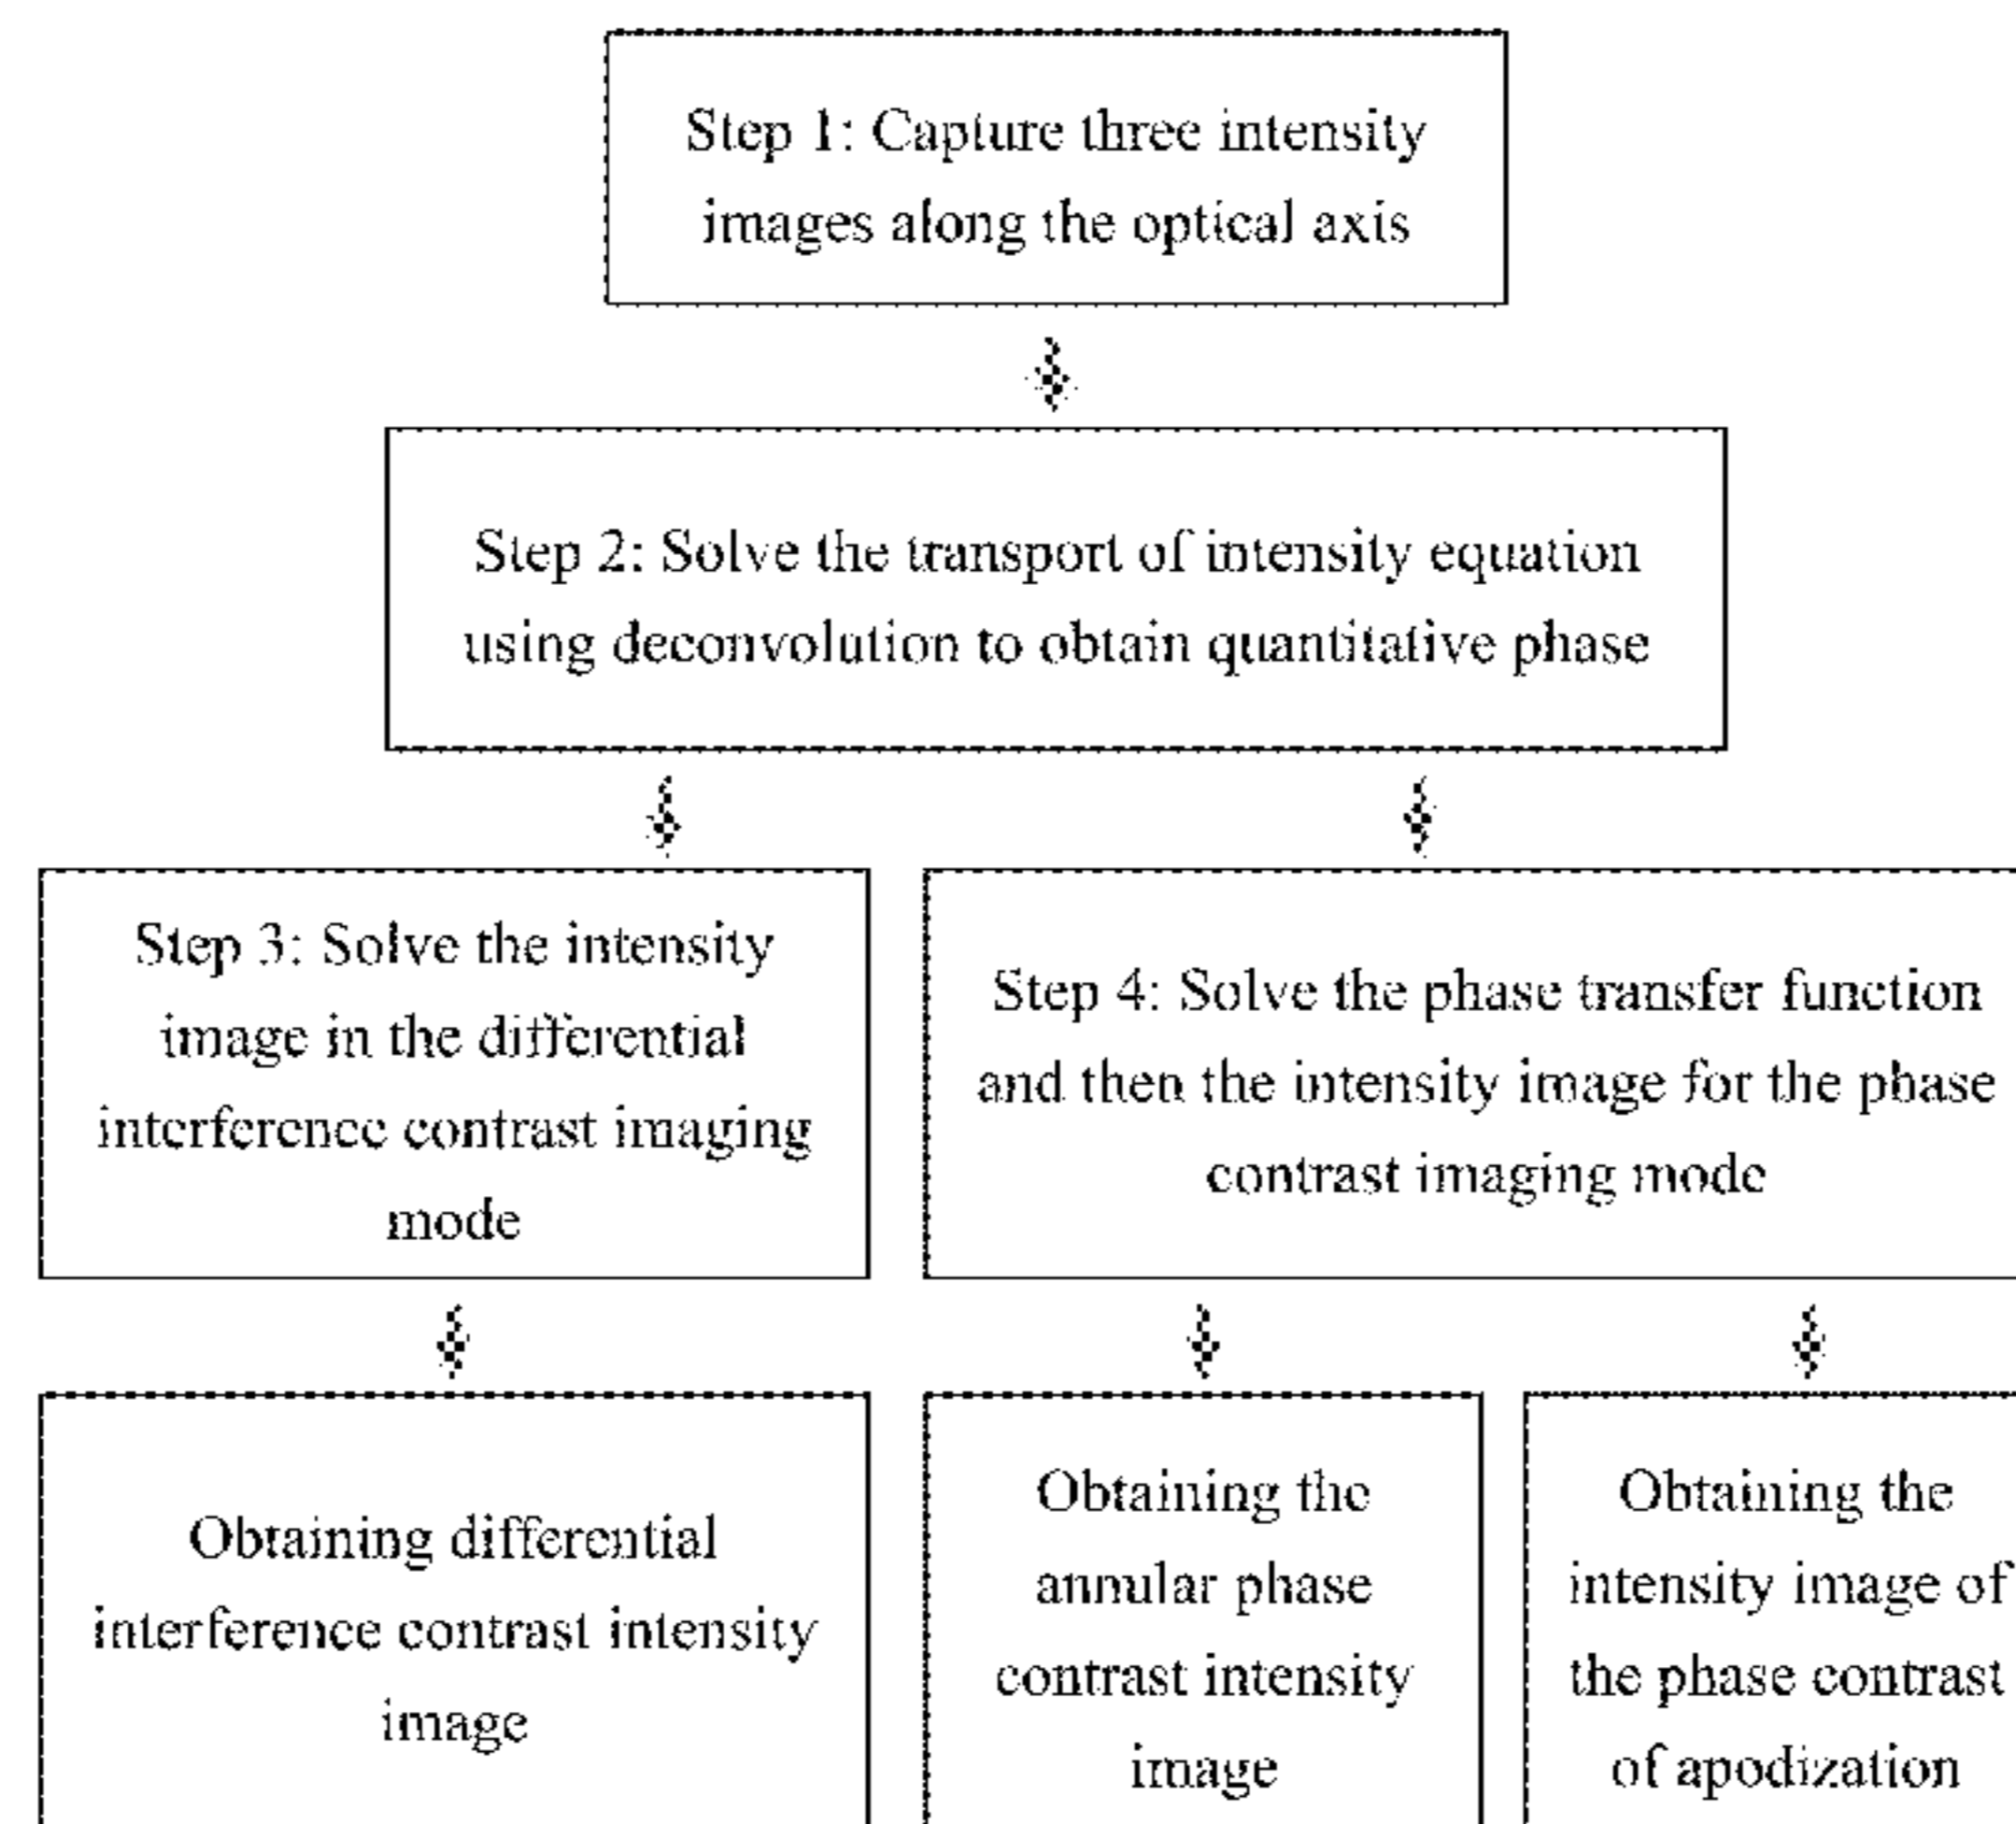 Step 1: Capture three intensity
images along the optical axis
Step 2: Solve the transport of intensity equation
using deconvolution to obtain quantitative phase
Step 3: Solve the intensity
image in the differential
interference contrast imaging
mode
Step 4: Solve the phase transfer function
and then the intensity image for the phase
contrast imaging mode
Obtaining differential
interference contrast intensity
image
Obtaining the
annular phase
contrast intensity
image
Obtaining the
intensity image of
the phase contrast
of apodization